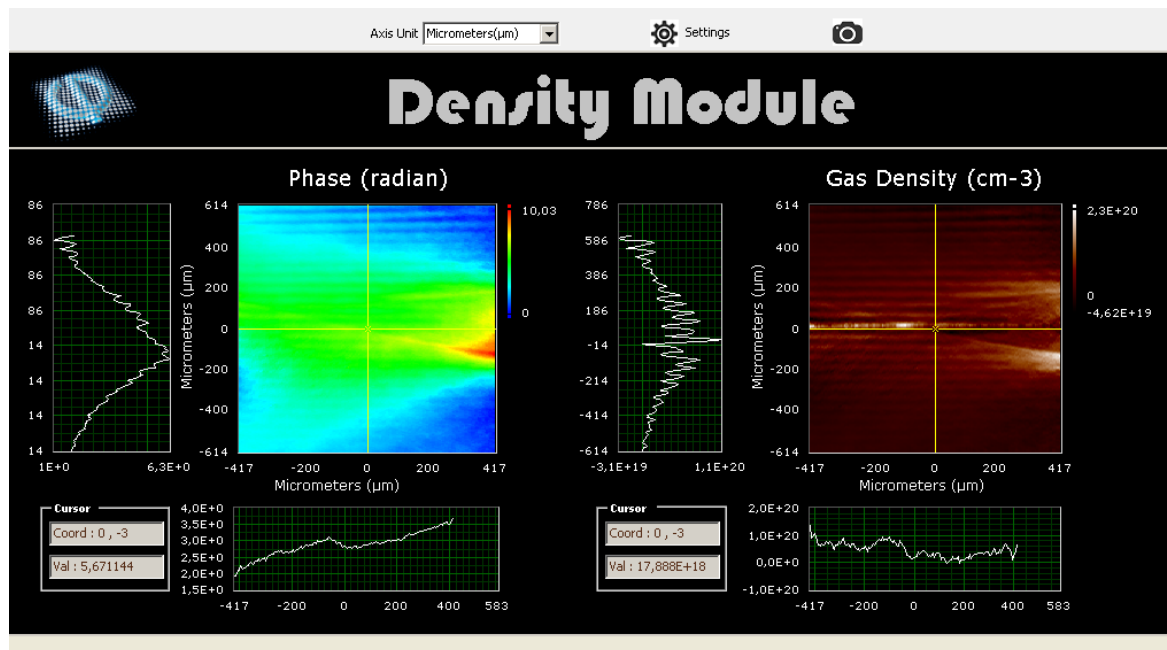 Axis Unit Micrometers(µm) Settings
Density Module
Phase (radian)
86
86
86
86
14
14
14
14
1E+0 6,3E+0
Micrometers (µm)
614
400
200
0
-200
-400
-614
-417 -200 0 200 417
Micrometers (µm)
10,03
0
Cursor
Coord : 0 , -3
Val : 5,671144
4,0E+0
3,5E+0
3,0E+0
2,5E+0
2,0E+0
1,5E+0
-417 -200 0 200 400 583
Gas Density (cm-3)
786
586
386
186
-14
-214
-414
-614
-3,1E+19 1,1E+20
Micrometers (µm)
614
400
200
0
-200
-400
-614
-417 -200 0 200 417
Micrometers (µm)
2,3E+20
0
-4,62E+19
Cursor
Coord : 0 , -3
Val : 17,888E+18
2,0E+20
1,0E+20
0,0E+0
-1,0E+20
-417 -200 0 200 400 583